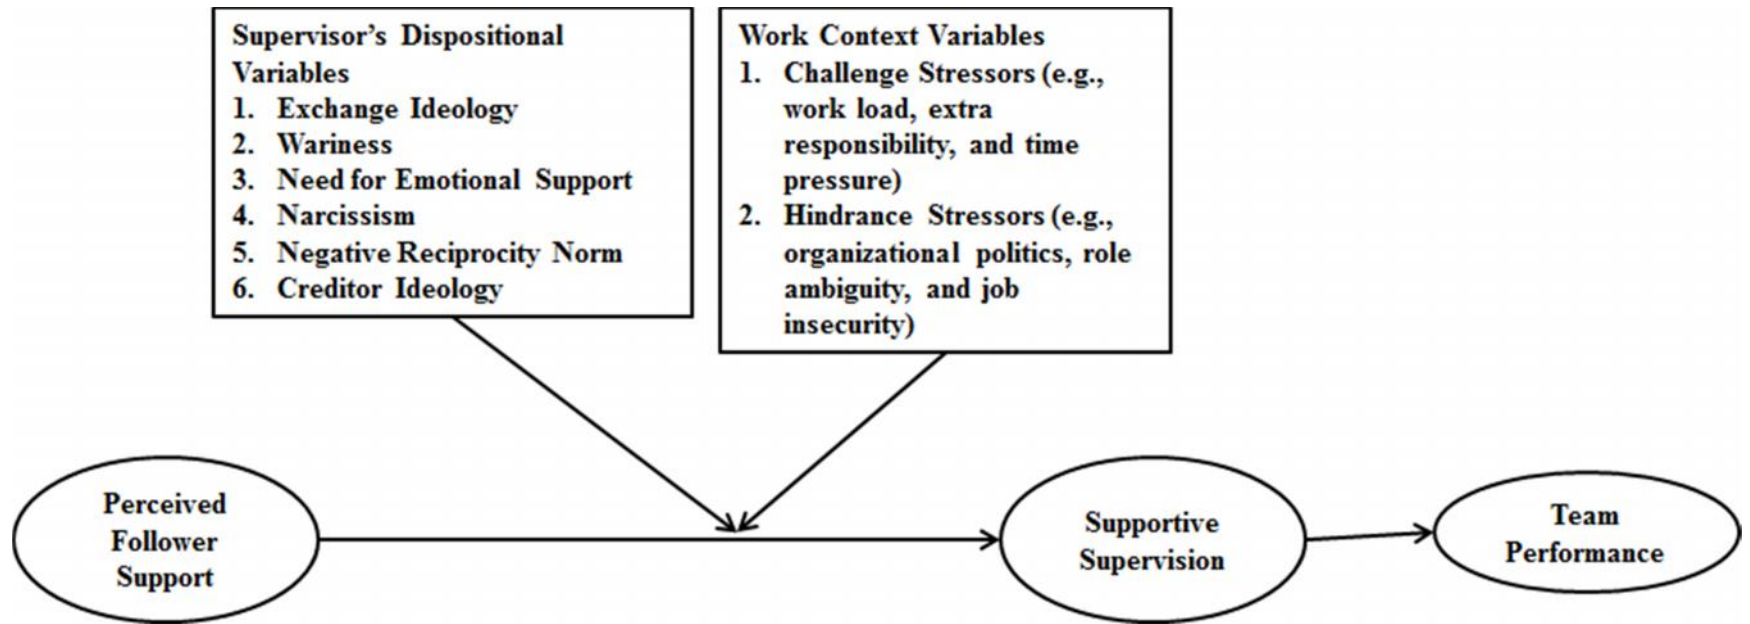 Supervisor's Dispositional
Variables
1. Exchange Ideology
2. Wariness
3. Need for Emotional Support
4. Narcissism
5. Negative Reciprocity Norm
6. Creditor Ideology
Work Context Variables
1. Challenge Stressors (e.g.,
work load, extra
responsibility, and time
pressure)
2. Hindrance Stressors (e.g.,
organizational politics, role
ambiguity, and job
insecurity)
Perceived
Follower
Support
Supportive
Supervision
Team
Performance